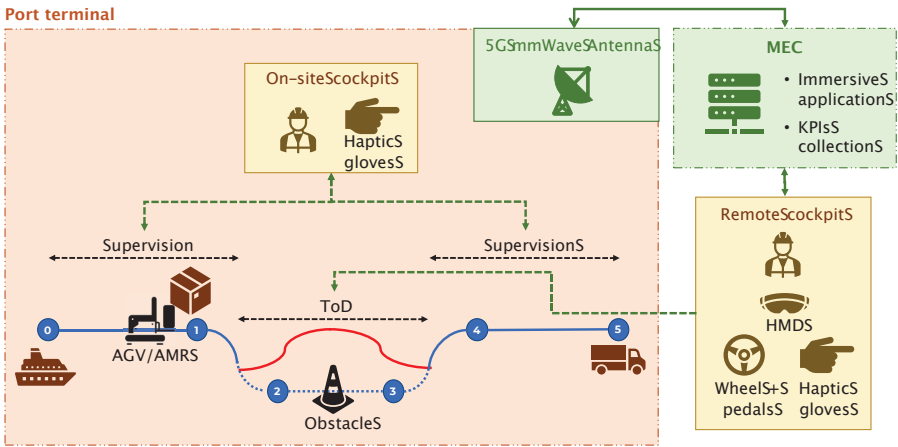 Port terminal
5GSmmWaveSAntennaS
MEC
• ImmersiveS
applicationS
• KPIsS
collectionS
On-siteScockpitS
HapticS
glovesS
RemoteScockpitS
HMDS
WheelS+S
pedalsS
HapticS
glovesS
Supervision
SupervisionS
ToD
0
1
2
3
4
5
AGV/AMRS
ObstacleS